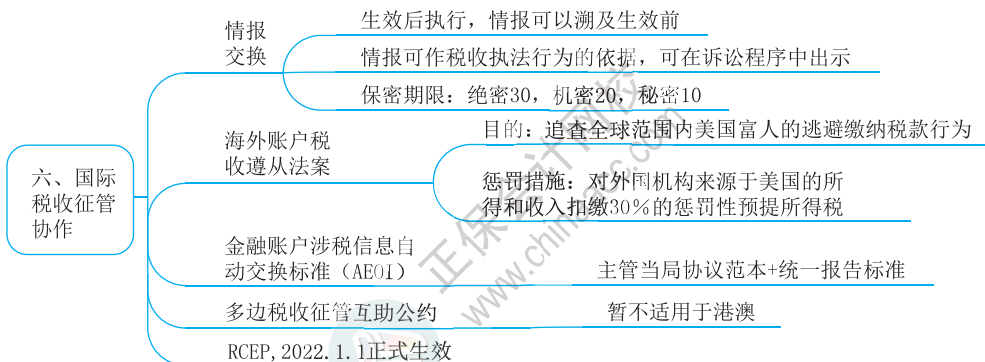 六、国际
税收征管
协作
情报
交换
生效后执行，情报可以溯及生效前
情报可作税收执法行为的依据，可在诉讼程序中出示
保密期限：绝密30，机密20，秘密10
海外账户税
收遵从法案
目的：追查全球范围内美国富人的逃避缴纳税款行为
惩罚措施：对外国机构来源于美国的所
得和收入扣缴30%的惩罚性预提所得税
金融账户涉税信息自
动交换标准（AEOI）
主管当局协议范本+统一报告标准
多边税收征管互助公约
暂不适用于港澳
RCEP,2022.1.1正式生效
正保会计网校
www.chinaacc.com